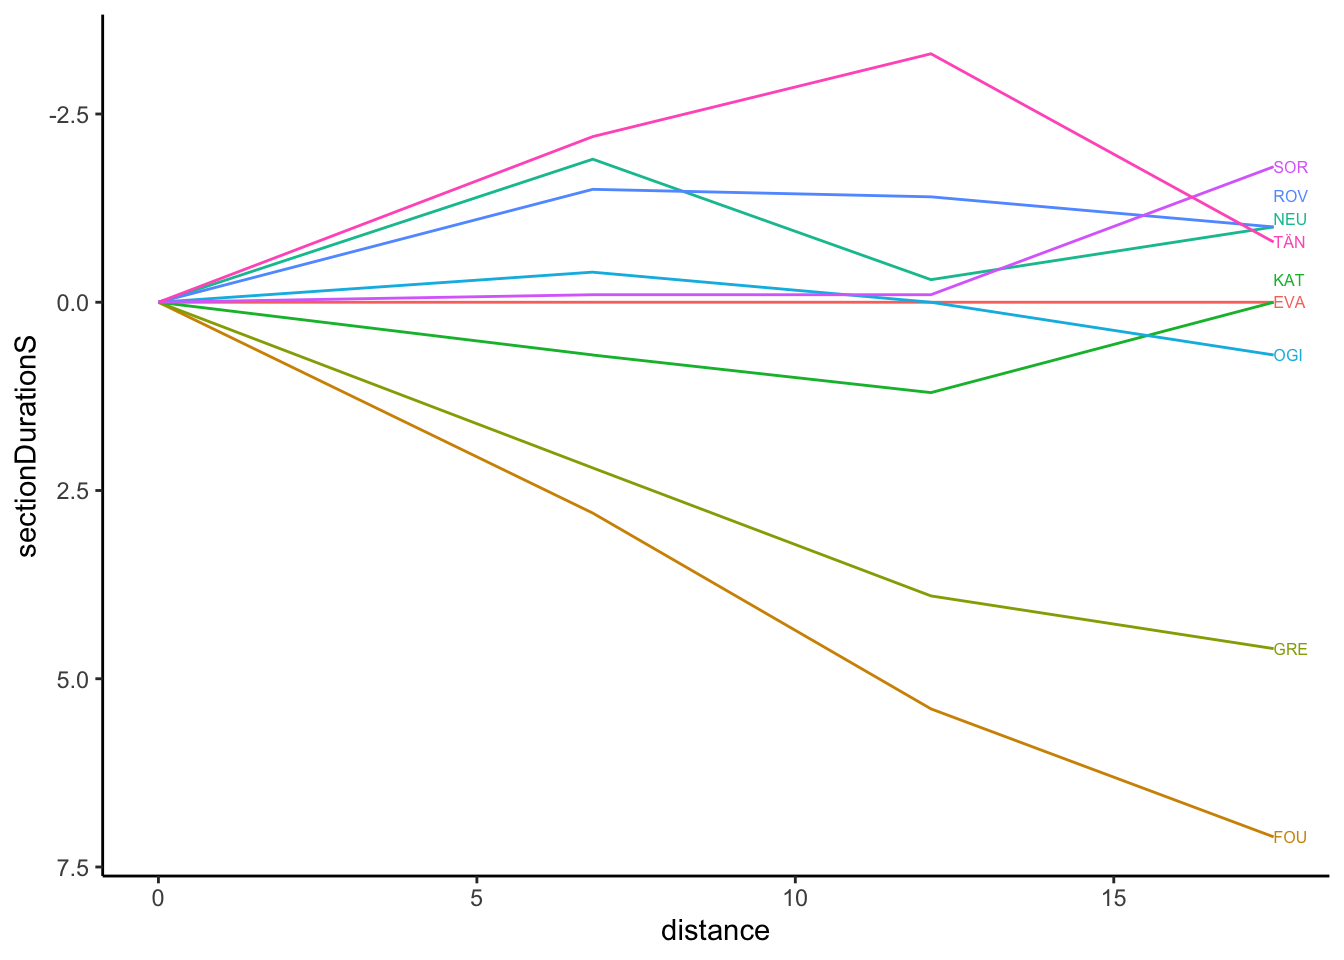 -2.5
0.0
2.5
5.0
7.5
sectionDurationS
SOR
ROV
NEU
TÄN
KAT
EVA
OGI
GRE
FOU
0 5 10 15
distance